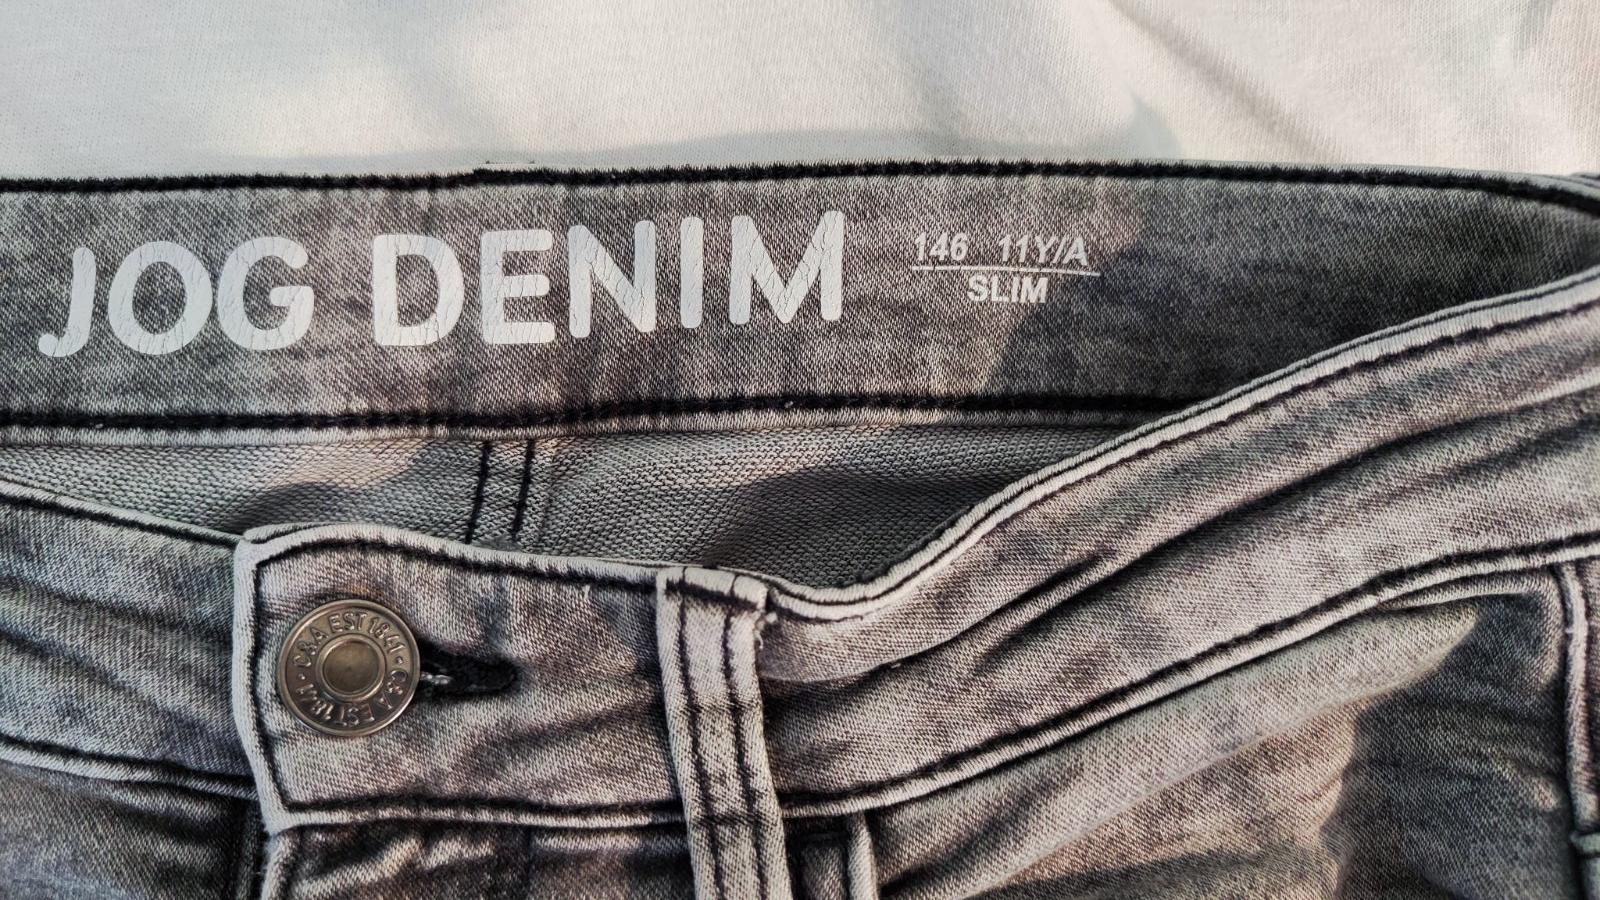 JOG DENIM
146 11Y/A
SLIM
C&A EST 1841 • C&A EST 1841 •